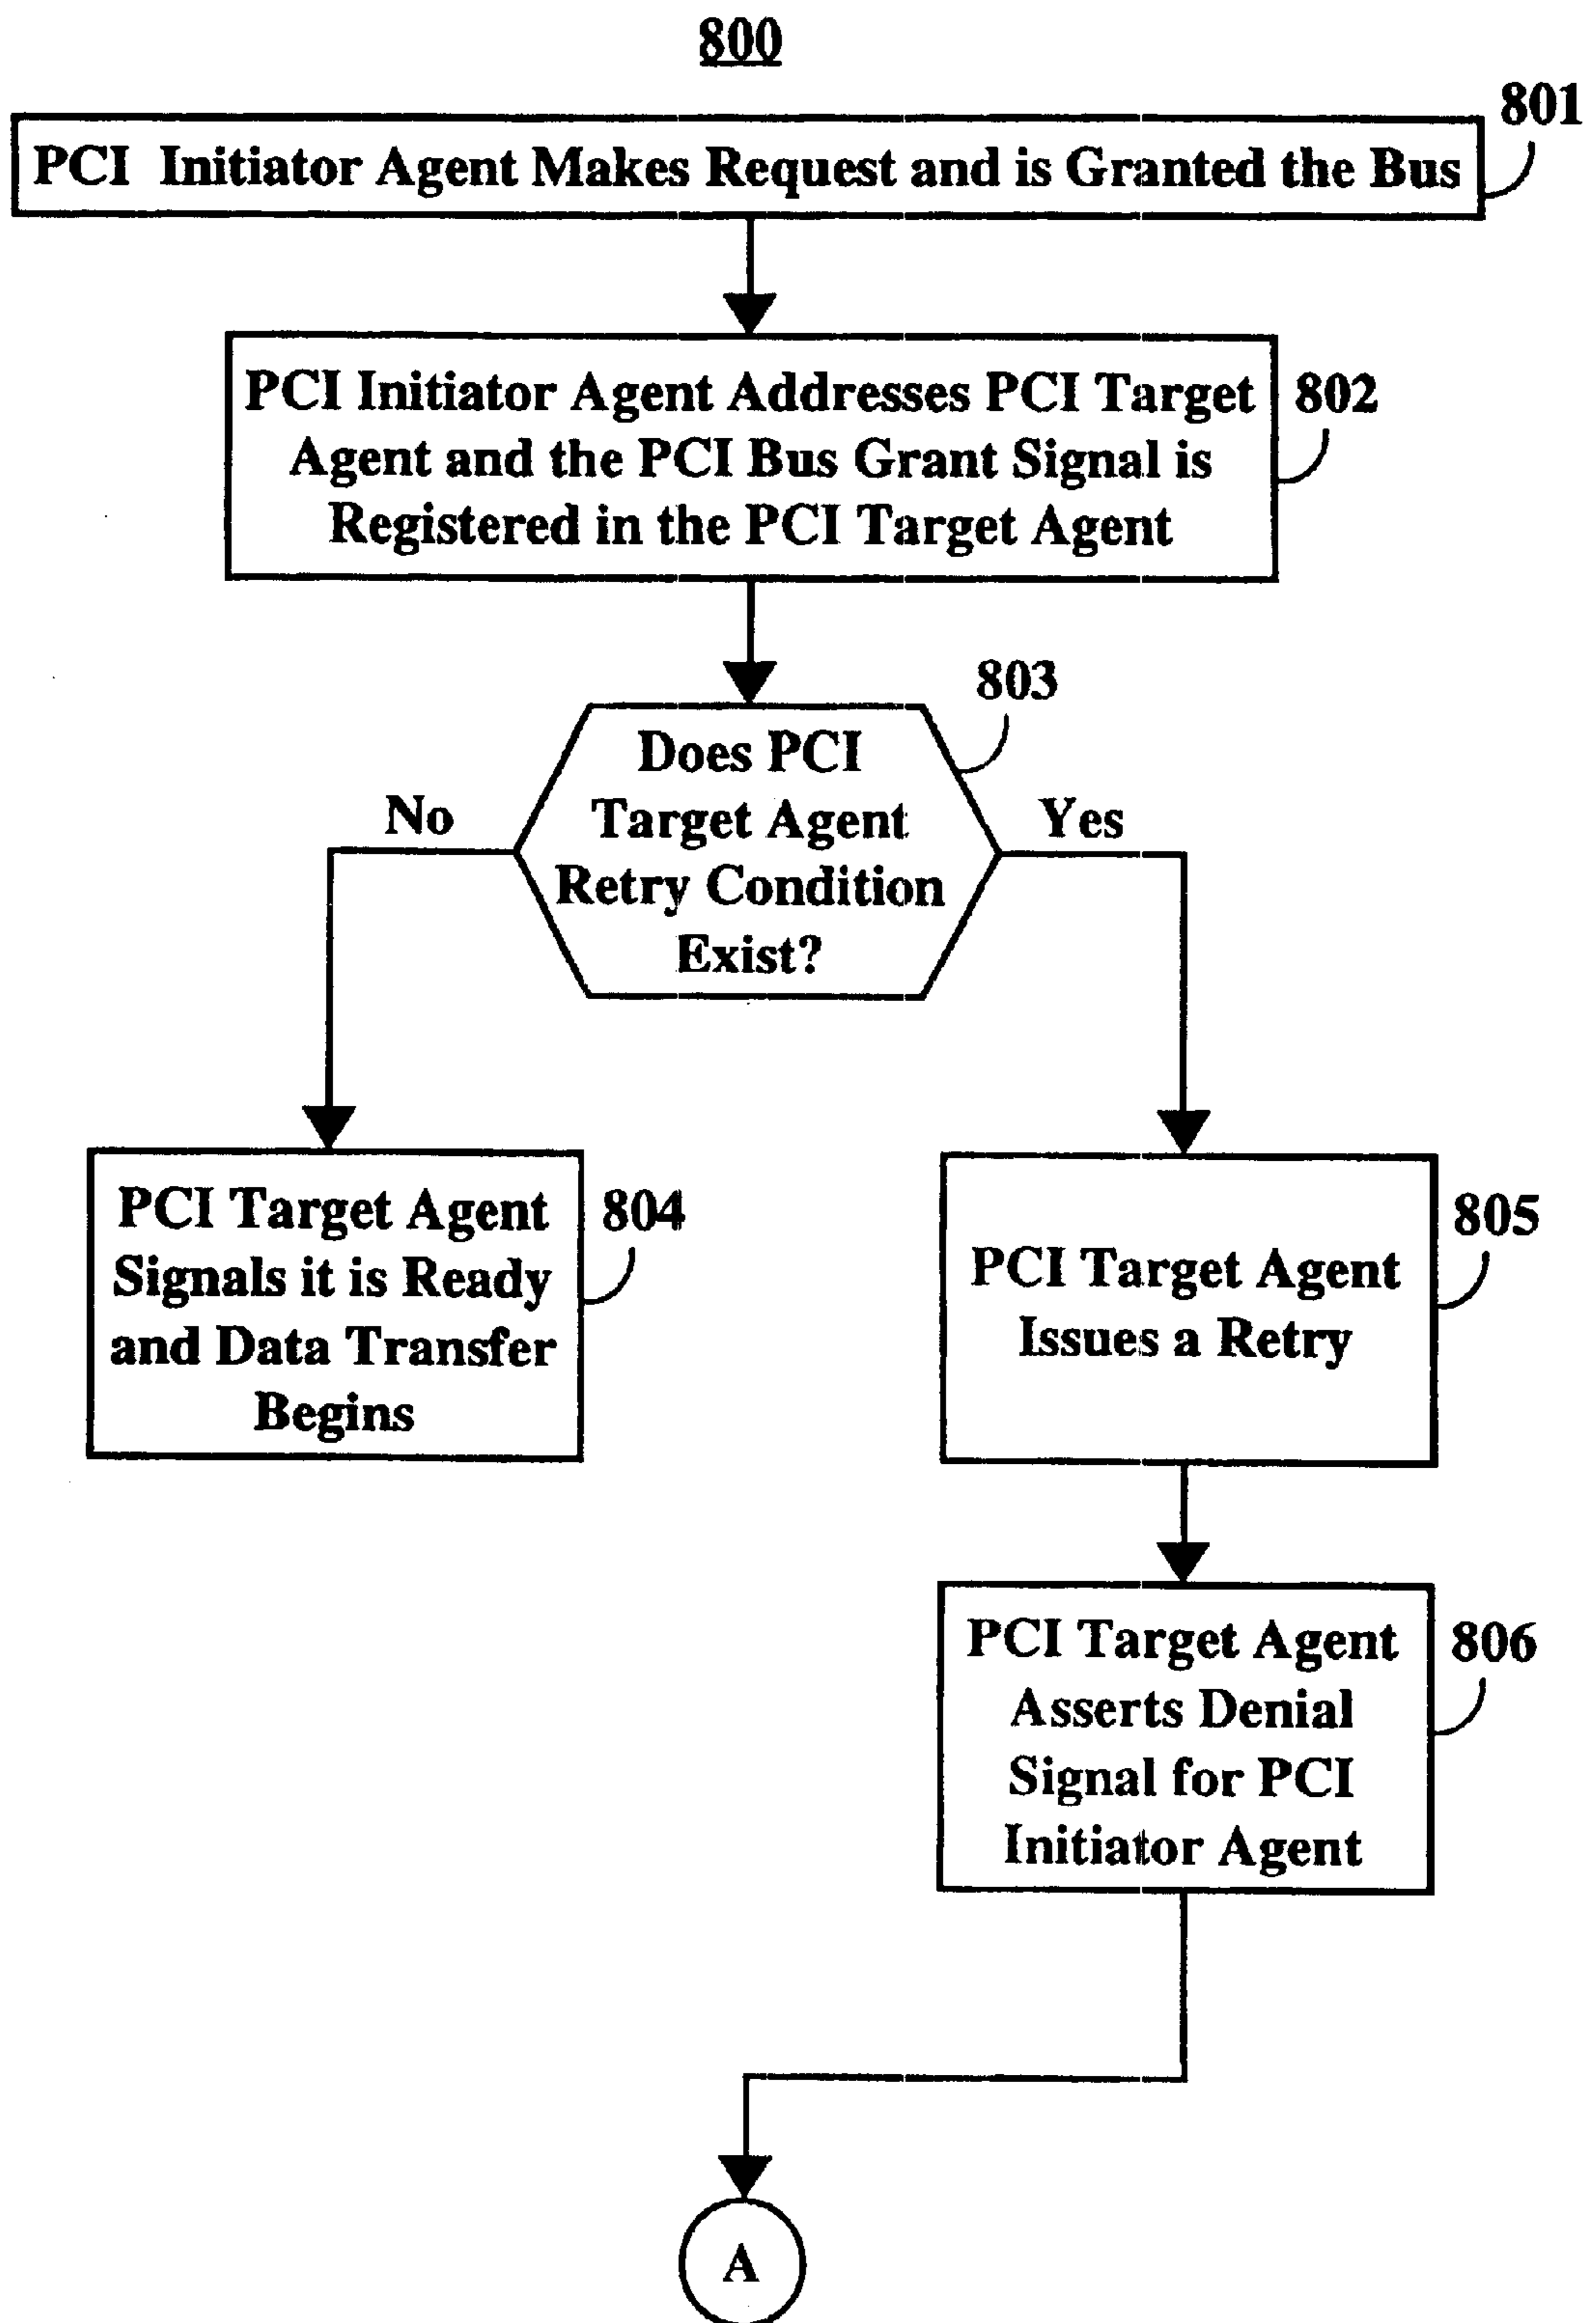 800
801
PCI Initiator Agent Makes Request and is Granted the Bus
PCI Initiator Agent Addresses PCI Target
Agent and the PCI Bus Grant Signal is
Registered in the PCI Target Agent
802
803
Does PCI
Target Agent
Retry Condition
Exist?
No
Yes
PCI Target Agent
Signals it is Ready
and Data Transfer
Begins
804
PCI Target Agent
Issues a Retry
805
PCI Target Agent
Asserts Denial
Signal for PCI
Initiator Agent
806
A